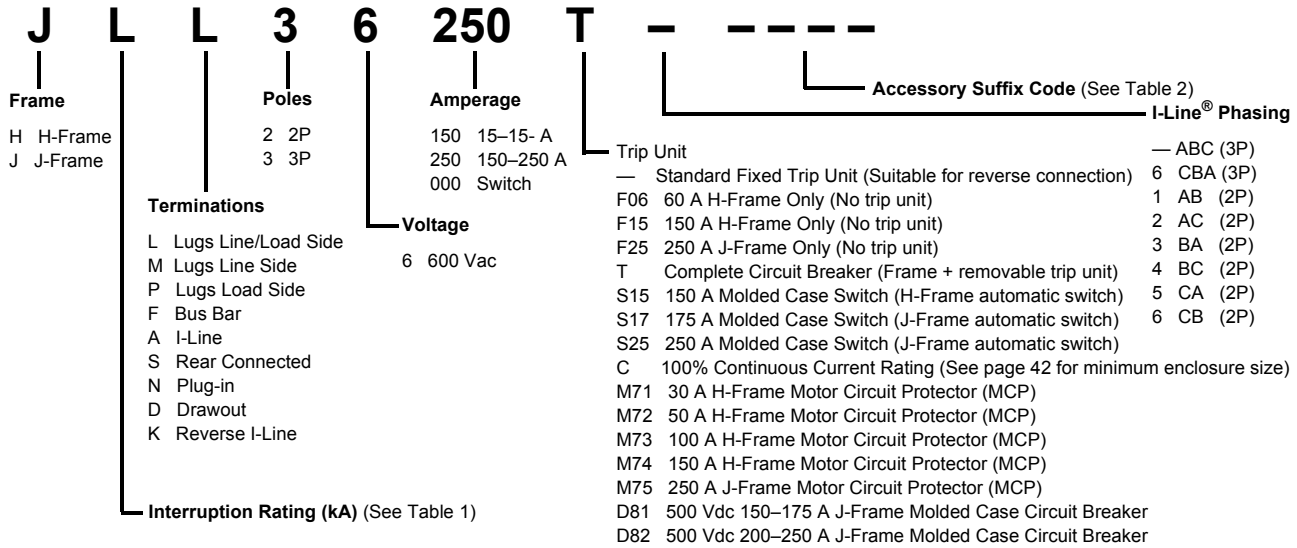 J L L 3 6 250 T – – – – –
Frame
H H-Frame
J J-Frame
Terminations
L Lugs Line/Load Side
M Lugs Line Side
P Lugs Load Side
F Bus Bar
A I-Line
S Rear Connected
N Plug-in
D Drawout
K Reverse I-Line
Interruption Rating (kA) (See Table 1)
Poles
2 2P
3 3P
Amperage
150 15–15- A
250 150–250 A
000 Switch
Voltage
6 600 Vac
Trip Unit
— Standard Fixed Trip Unit (Suitable for reverse connection)
F06 60 A H-Frame Only (No trip unit)
F15 150 A H-Frame Only (No trip unit)
F25 250 A J-Frame Only (No trip unit)
T Complete Circuit Breaker (Frame + removable trip unit)
S15 150 A Molded Case Switch (H-Frame automatic switch)
S17 175 A Molded Case Switch (J-Frame automatic switch)
S25 250 A Molded Case Switch (J-Frame automatic switch)
C 100% Continuous Current Rating (See page 42 for minimum enclosure size)
M71 30 A H-Frame Motor Circuit Protector (MCP)
M72 50 A H-Frame Motor Circuit Protector (MCP)
M73 100 A H-Frame Motor Circuit Protector (MCP)
M74 150 A H-Frame Motor Circuit Protector (MCP)
M75 250 A J-Frame Motor Circuit Protector (MCP)
D81 500 Vdc 150–175 A J-Frame Molded Case Circuit Breaker
D82 500 Vdc 200–250 A J-Frame Molded Case Circuit Breaker
Accessory Suffix Code (See Table 2)
I-Line® Phasing
— ABC (3P)
6 CBA (3P)
1 AB (2P)
2 AC (2P)
3 BA (2P)
4 BC (2P)
5 CA (2P)
6 CB (2P)